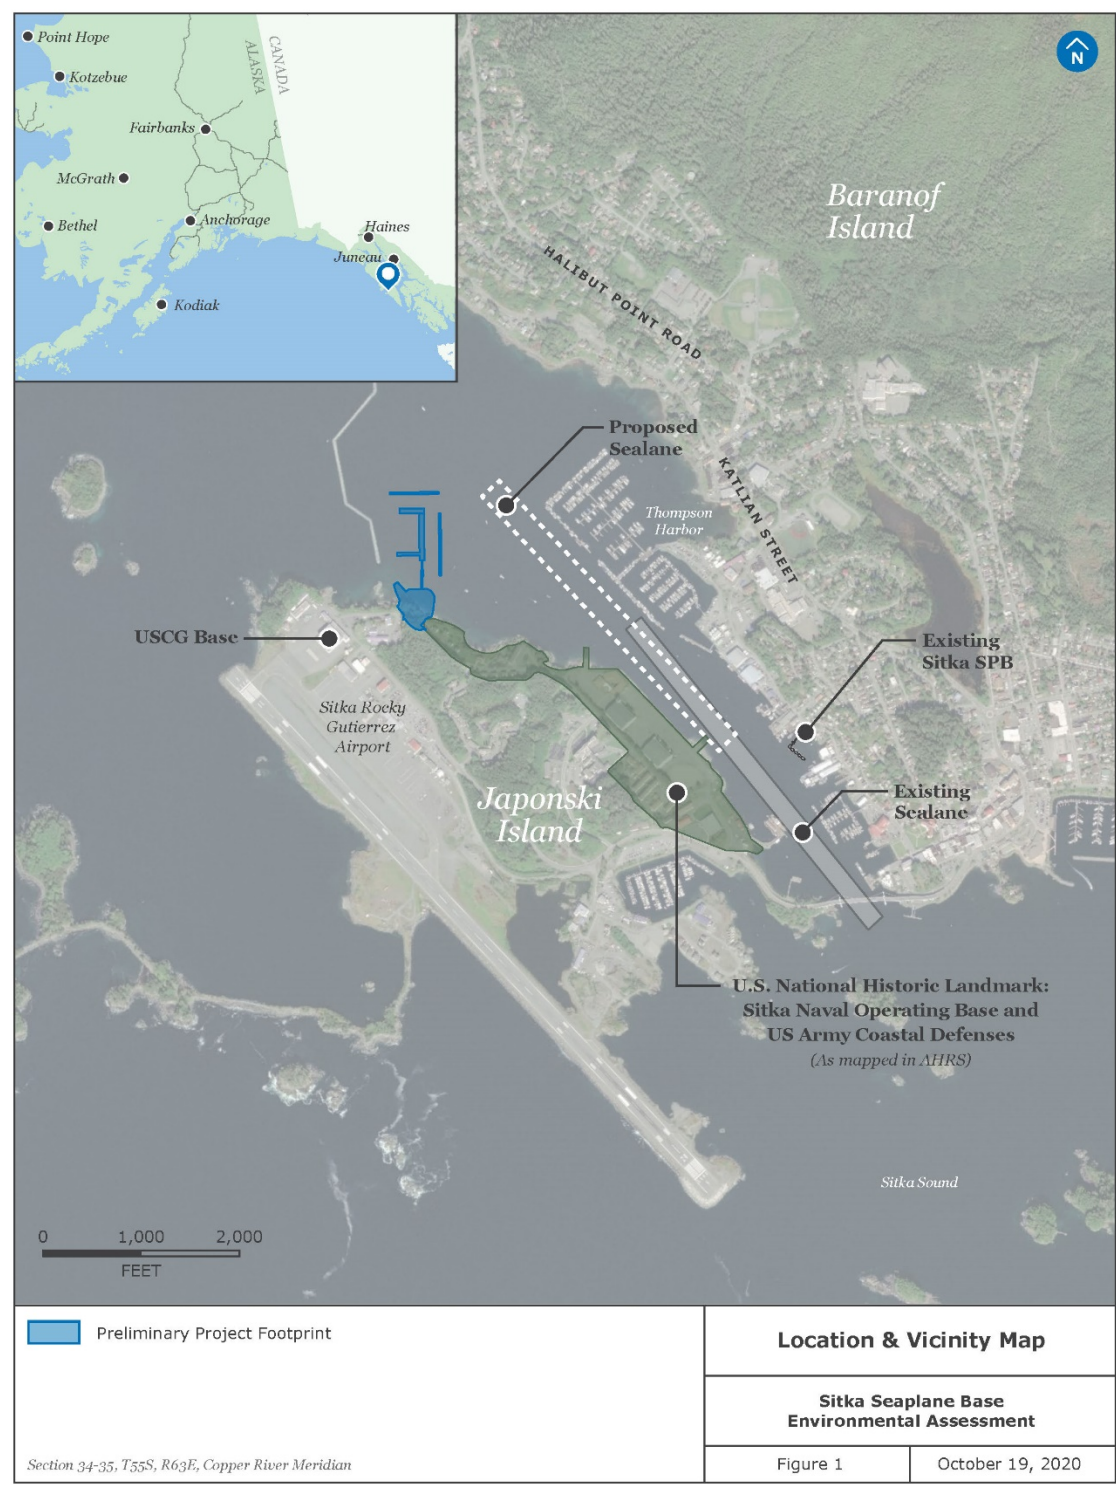 Point Hope
Kotzebue
ALASKA
CANADA
Fairbanks
McGrath
Bethel
Anchorage
Haines
Juneau
Kodiak
N
Baranof
Island
HALIBUT POINT ROAD
Proposed
Sealane
KATLIAN STREET
Thompson
Harbor
USCG Base
Existing
Sitka SPB
Sitka Rocky
Gutierrez
Airport
Japonski
Island
Existing
Sealane
U.S. National Historic Landmark:
Sitka Naval Operating Base and
US Army Coastal Defenses
(As mapped in AHRS)
Sitka Sound
0 1,000 2,000
FEET
Preliminary Project Footprint
Location & Vicinity Map
Sitka Seaplane Base
Environmental Assessment
Section 34-35, T55S, R63E, Copper River Meridian
Figure 1
October 19, 2020